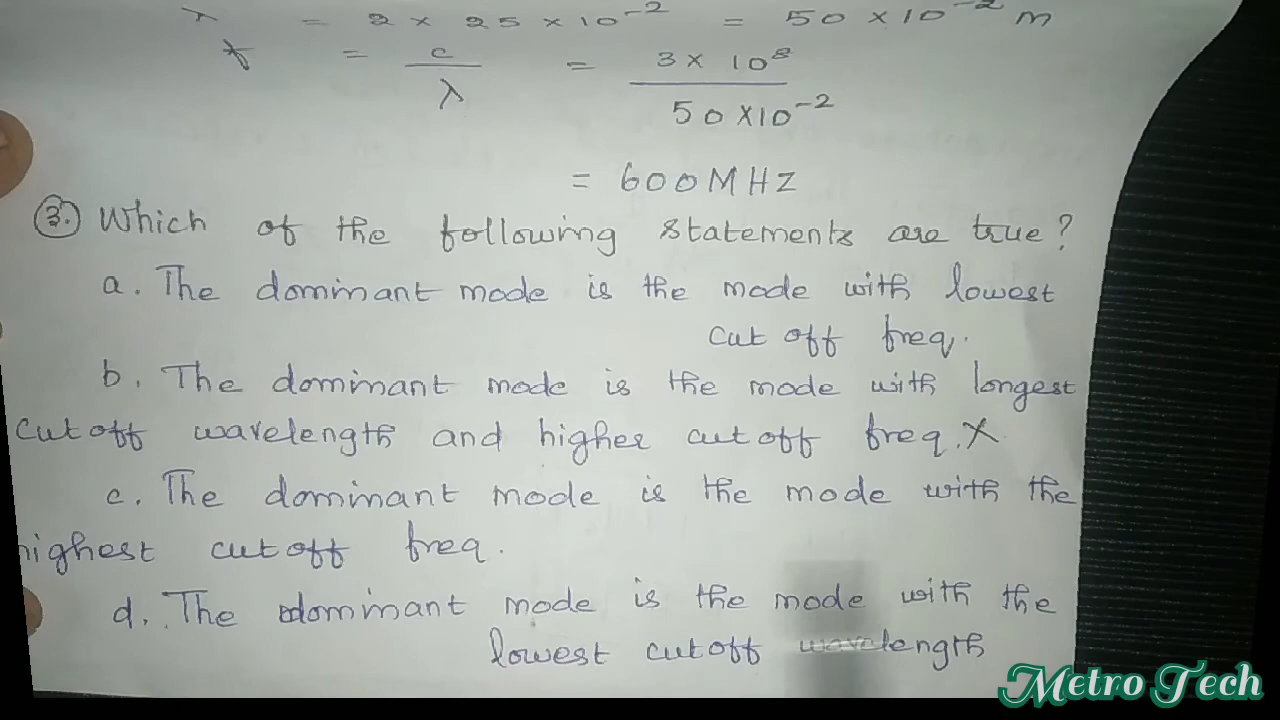 λ = 2 × 25 × 10⁻² = 50 × 10⁻² m
f = c / λ = 3 × 10⁸ / 50 × 10⁻²
= 600 MHZ
3. Which of the following statements are true?
a. The dominant mode is the mode with lowest
cut off freq.
b. The dominant mode is the mode with longest
cut off wavelength and higher cut off freq. X
c. The dominant mode is the mode with the
highest cut off freq.
d. The dominant mode is the mode with the
lowest cut off wavelength
Metro Tech